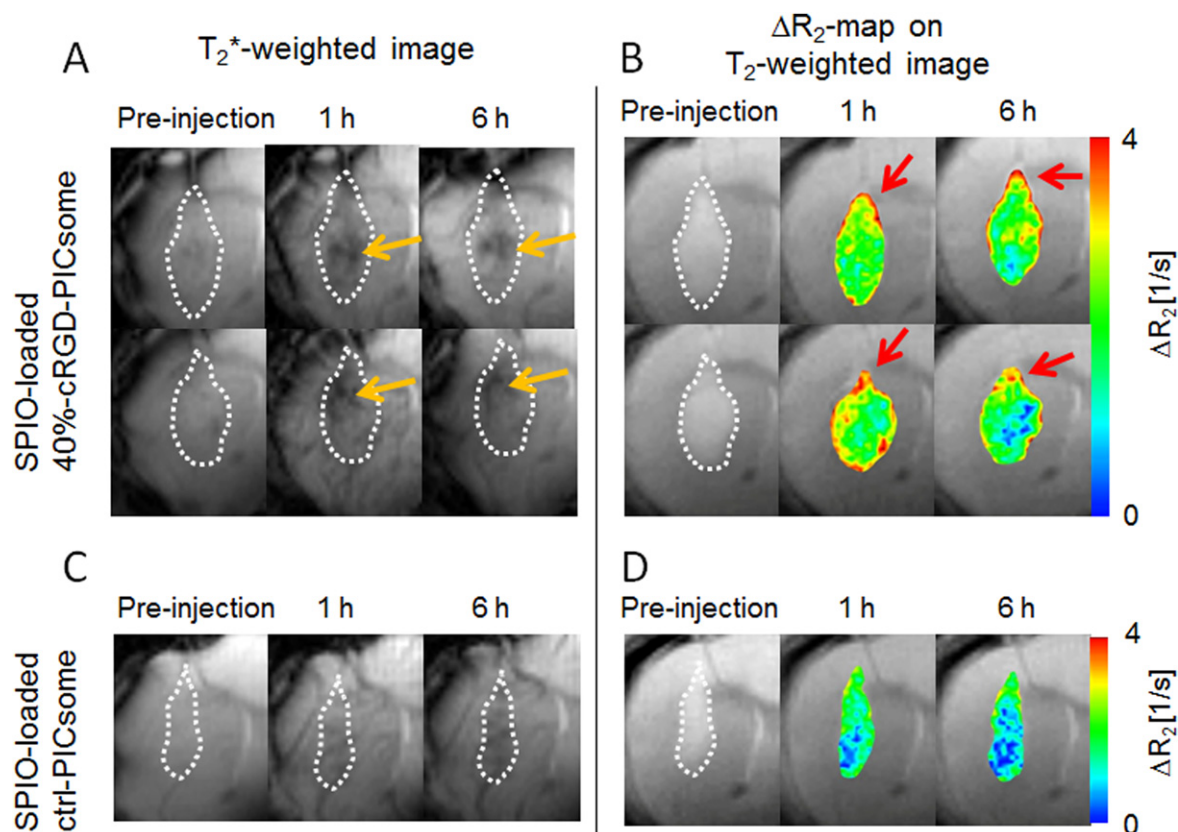 A
T₂*-weighted image
B
ΔR₂-map on
T₂-weighted image
Pre-injection
1 h
6 h
Pre-injection
1 h
6 h
4
SPIO-loaded
40%-cRGD-PICsome
ΔR₂[1/s]
0
C
D
Pre-injection
1 h
6 h
Pre-injection
1 h
6 h
4
SPIO-loaded
ctrl-PICsome
ΔR₂[1/s]
0